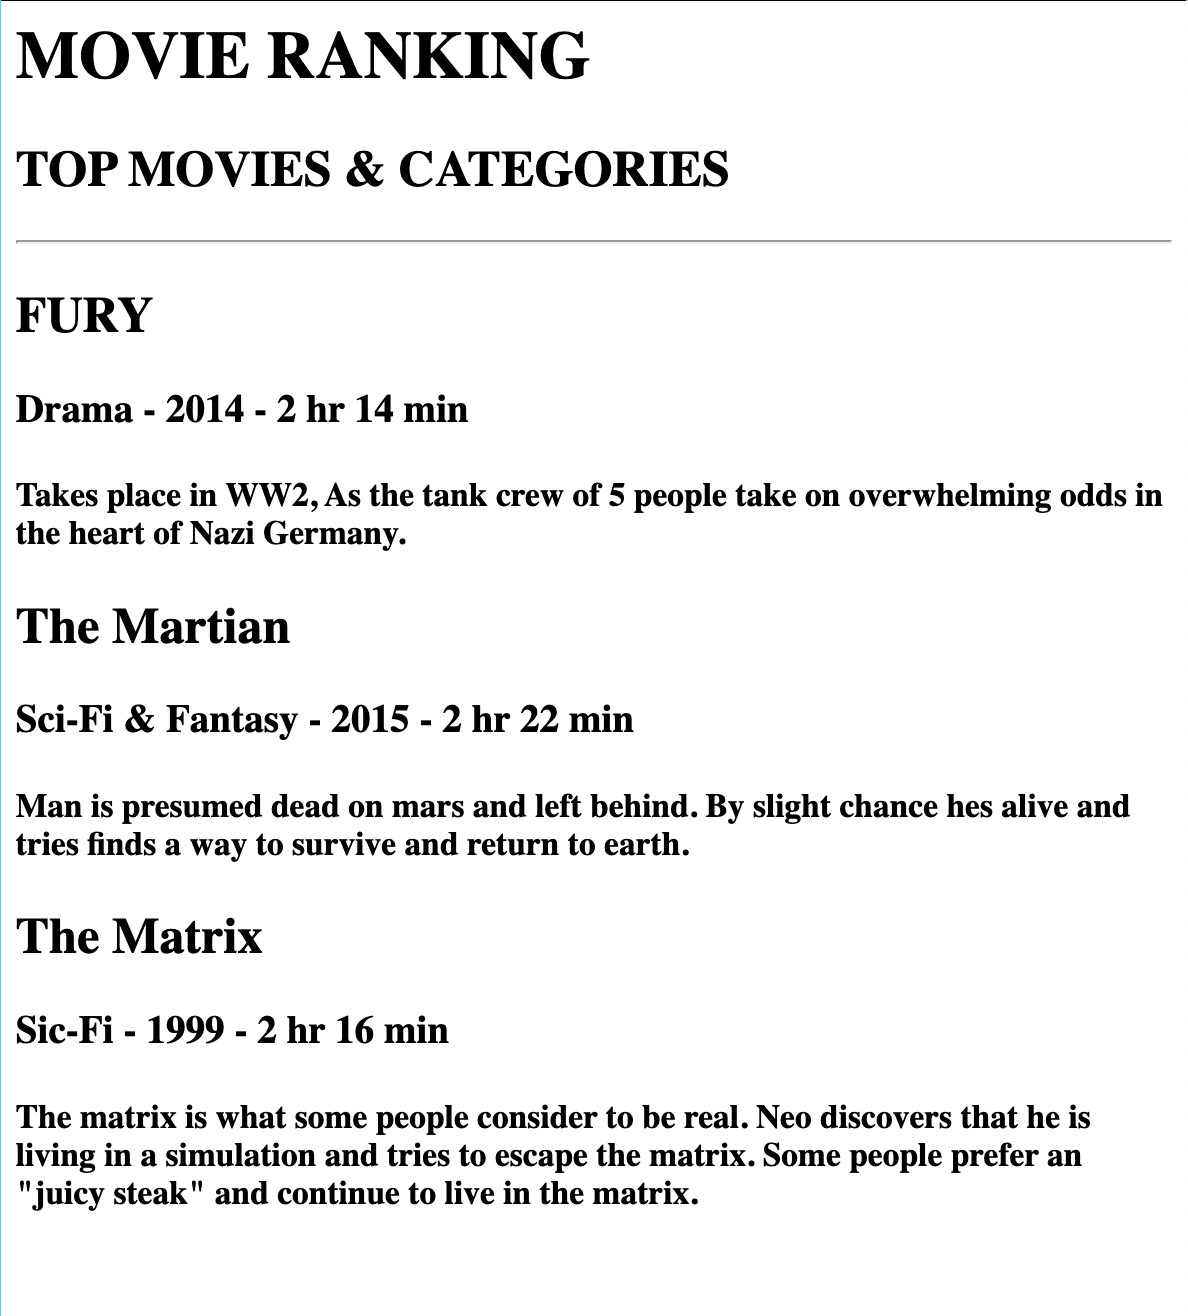 MOVIE RANKING
TOP MOVIES & CATEGORIES
FURY
Drama - 2014 - 2 hr 14 min
Takes place in WW2, As the tank crew of 5 people take on overwhelming odds in
the heart of Nazi Germany.
The Martian
Sci-Fi & Fantasy - 2015 - 2 hr 22 min
Man is presumed dead on mars and left behind. By slight chance hes alive and
tries finds a way to survive and return to earth.
The Matrix
Sic-Fi - 1999 - 2 hr 16 min
The matrix is what some people consider to be real. Neo discovers that he is
living in a simulation and tries to escape the matrix. Some people prefer an
"juicy steak" and continue to live in the matrix.